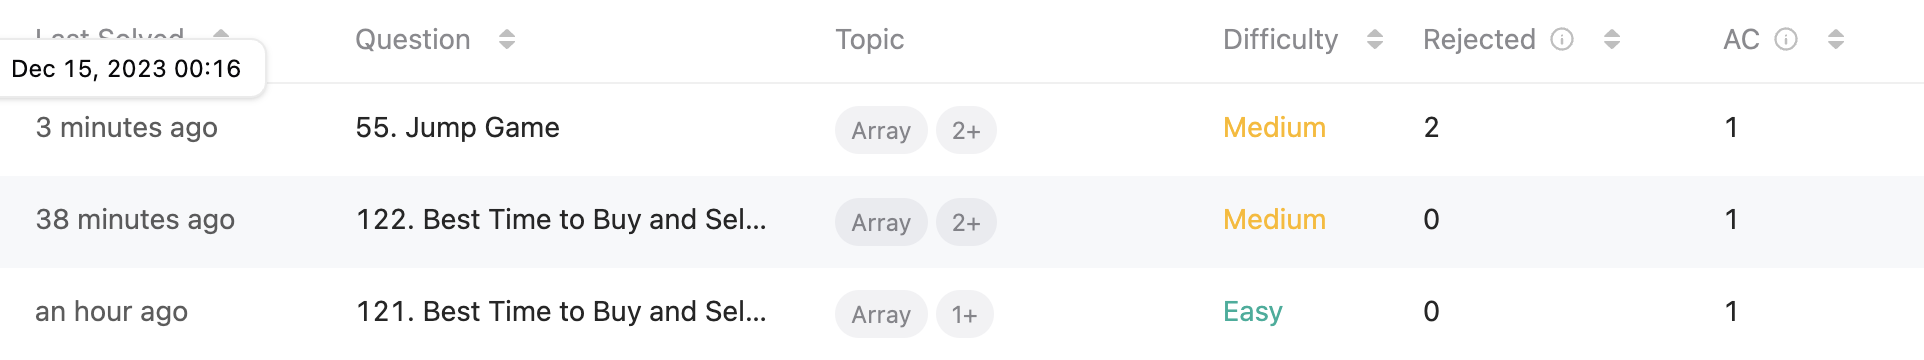 Last Solved Question Topic Difficulty Rejected AC
Dec 15, 2023 00:16
3 minutes ago 55. Jump Game Array 2+ Medium 2 1
38 minutes ago 122. Best Time to Buy and Sel... Array 2+ Medium 0 1
an hour ago 121. Best Time to Buy and Sel... Array 1+ Easy 0 1